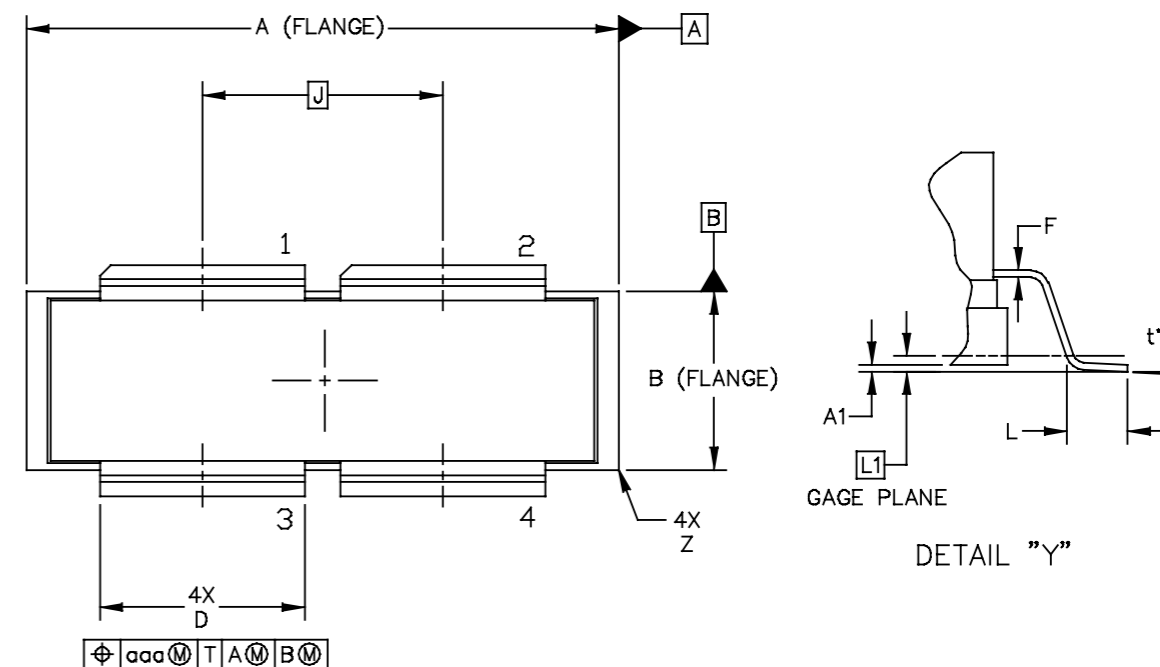 A (FLANGE)
A
J
B
1
2
F
t°
B (FLANGE)
A1
L
L1
GAGE PLANE
3
4
4X
Z
DETAIL "Y"
4X
D
⌖ aaa Ⓜ T A Ⓜ B Ⓜ